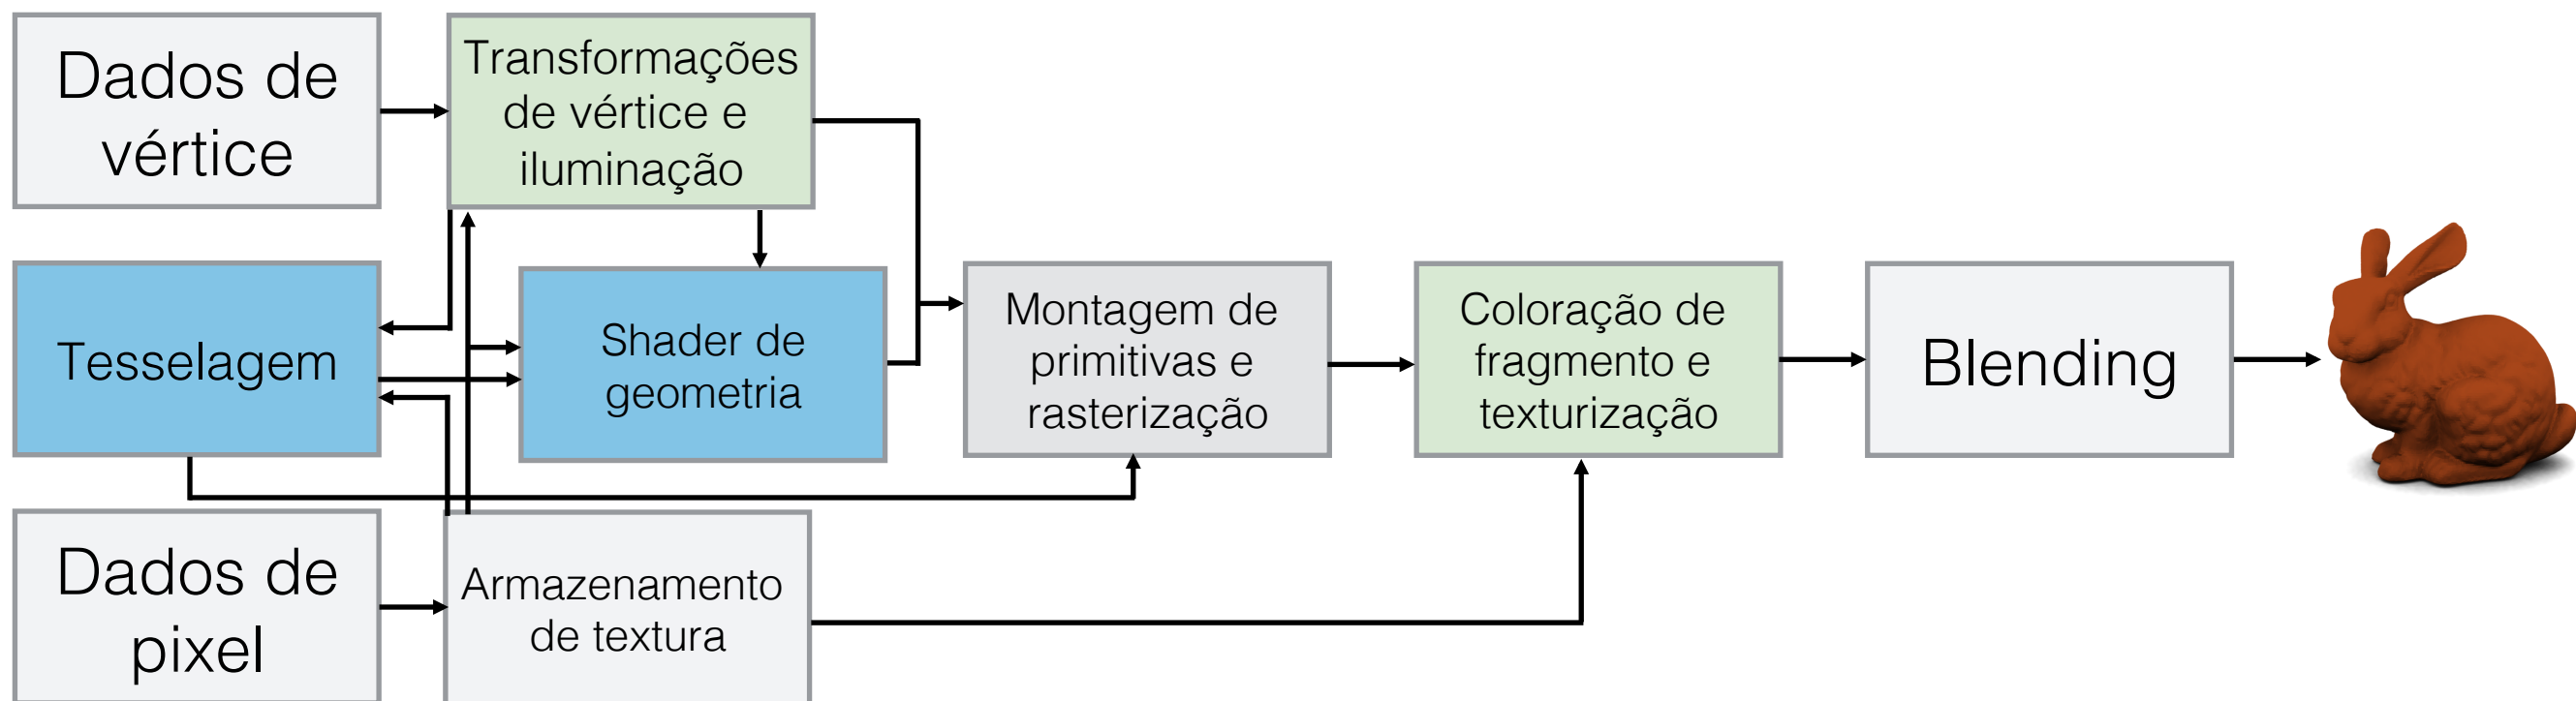 Dados de
vértice
Transformações
de vértice e
iluminação
Tesselagem
Shader de
geometria
Montagem de
primitivas e
rasterização
Coloração de
fragmento e
texturização
Blending
Dados de
pixel
Armazenamento
de textura